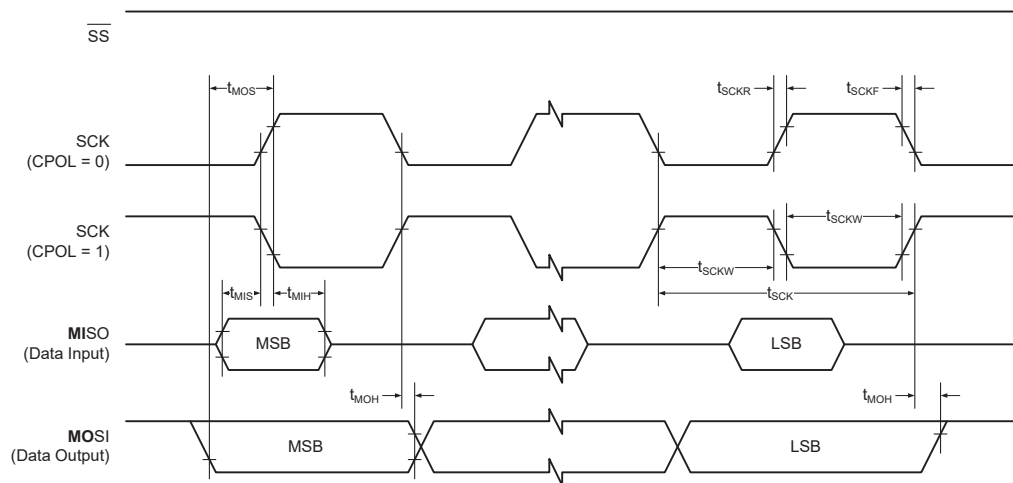 SS
tMOS
tSCKR
tSCKF
SCK
(CPOL = 0)
SCK
(CPOL = 1)
tSCKW
tSCKW
tMIS
tMIH
tSCK
MISO
(Data Input)
MSB
LSB
tMOH
tMOH
MOSI
(Data Output)
MSB
LSB